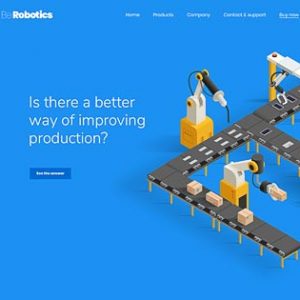 BeRobotics
Home Products Company Contact & support Buy now
Is there a better
way of improving
production?
See the answer